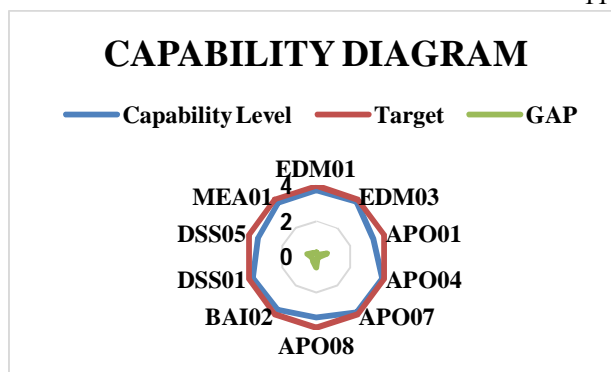 CAPABILITY DIAGRAM
Capability Level Target GAP
EDM01
MEA01 4 EDM03
DSS05 2 APO01
0
DSS01 APO04
BAI02 APO07
APO08